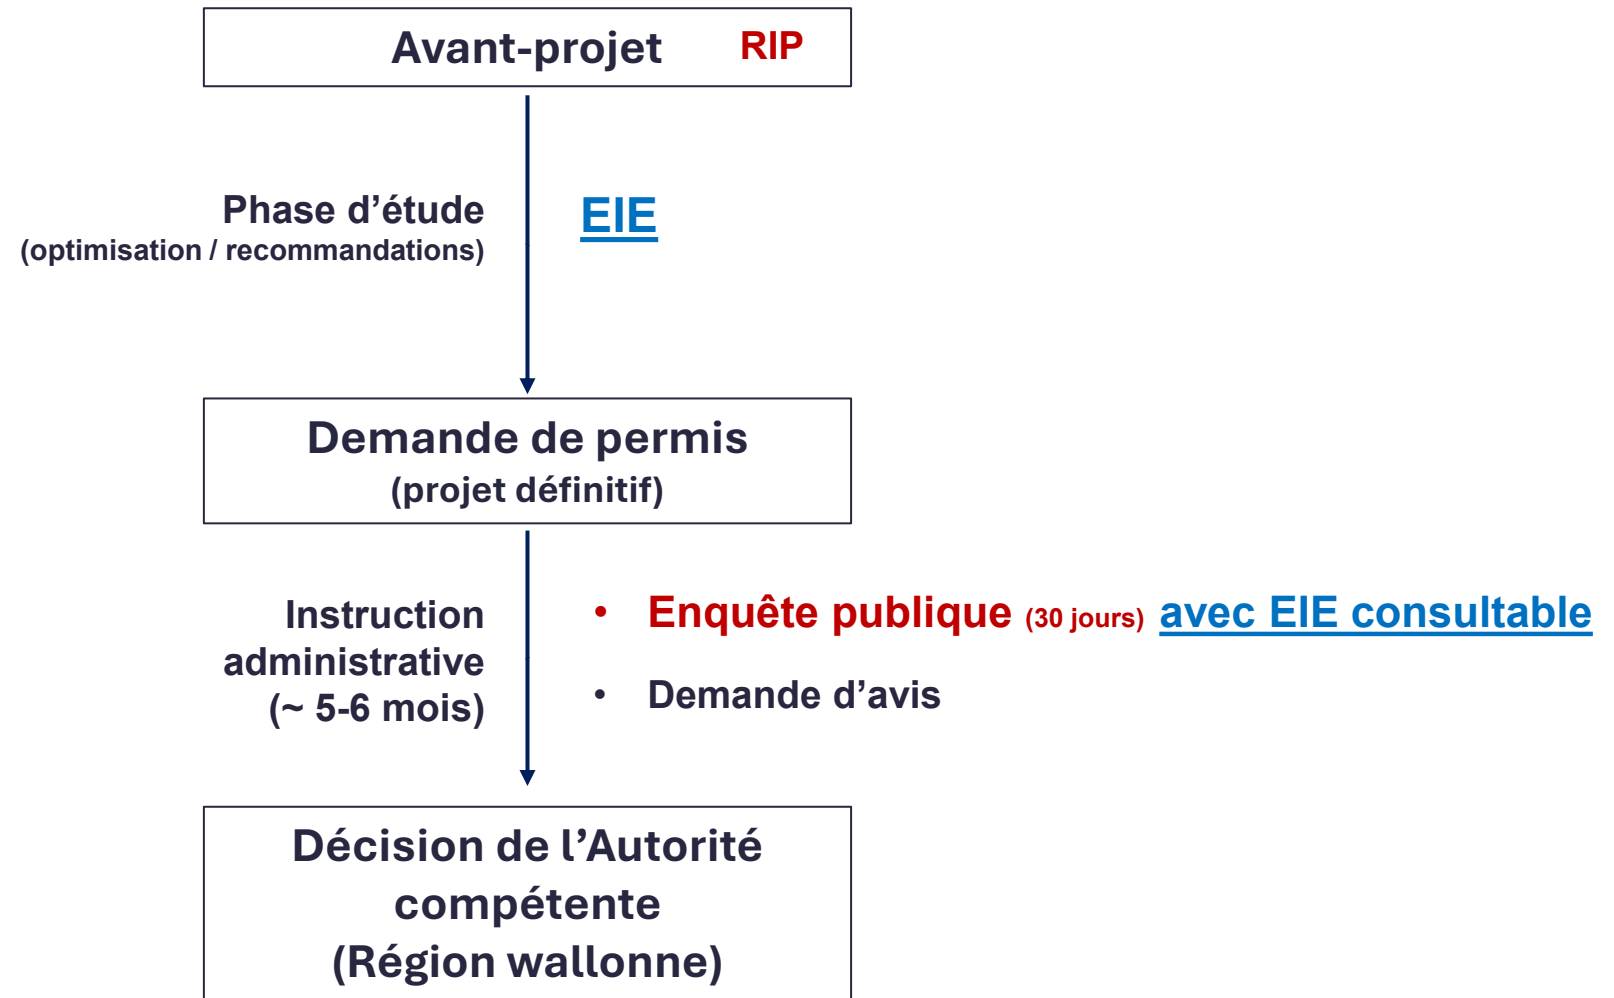 Avant-projet RIP
Phase d’étude
(optimisation / recommandations)
EIE
Demande de permis
(projet définitif)
Instruction
administrative
(~ 5-6 mois)
• Enquête publique (30 jours) avec EIE consultable
• Demande d’avis
Décision de l’Autorité
compétente
(Région wallonne)